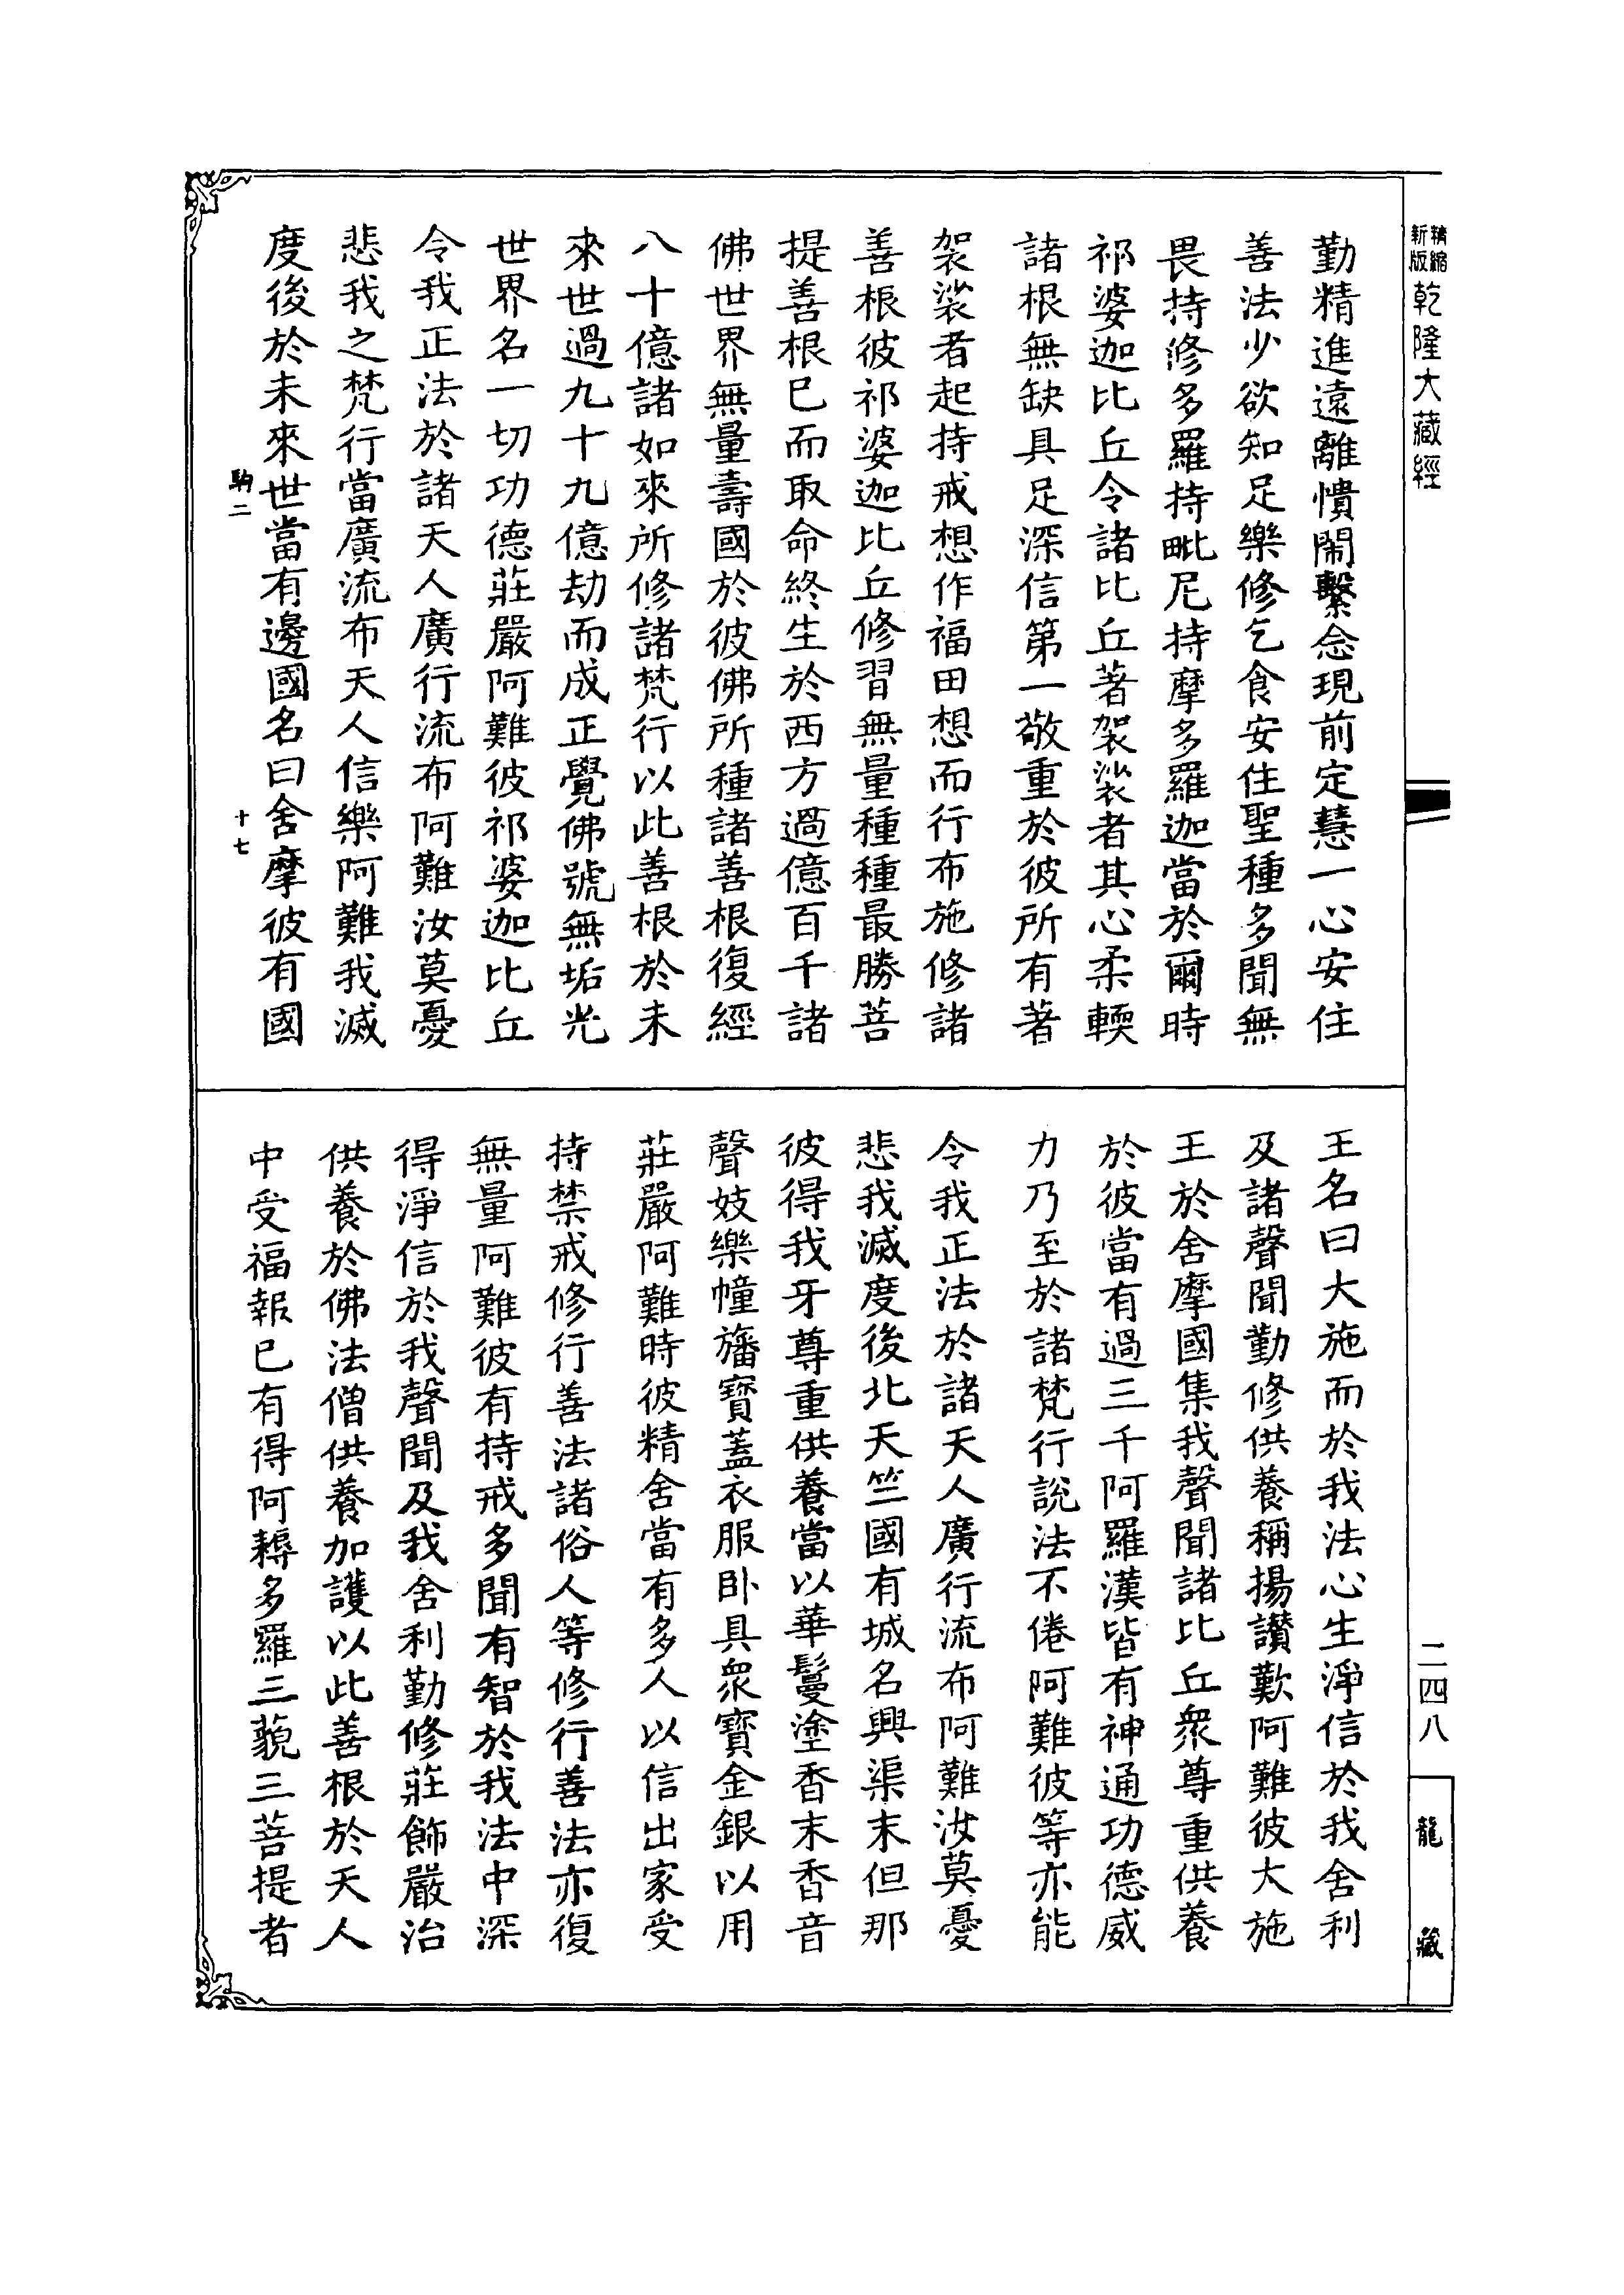 新版
精縮
乾隆大藏經
勤精進遠離憒閙繫念現前定慧一心安住
善法少欲知足樂修乞食安住聖種多聞無
畏持修多羅持毗尼持摩多羅迦當於爾時
祁婆迦比丘令諸比丘著袈裟者其心柔輭
諸根無缺具足深信第一敬重於彼所有著
袈裟者起持戒想作福田想而行布施修諸
善根彼祁婆迦比丘修習無量種種最勝菩
提善根已而取命終生於西方過億百千諸
佛世界無量壽國於彼佛所種諸善根復經
八十億諸如來所修諸梵行以此善根於未
來世過九十九億劫而成正覺佛號無垢光
世界名一切功德莊嚴阿難彼祁婆迦比丘
令我正法於諸天人廣行流布阿難汝莫憂
悲我之梵行當廣流布天人信樂阿難我滅
度後於未來世當有邊國名曰舍摩彼有國
駒二
十七
王名曰大施而於我法心生淨信於我舍利
及諸聲聞勤修供養稱揚讚歎阿難彼大施
王於舍摩國集我聲聞諸比丘衆尊重供養
於彼當有過三千阿羅漢皆有神通功德威
力乃至於諸梵行說法不倦阿難彼等亦能
令我正法於諸天人廣行流布阿難汝莫憂
悲我滅度後北天竺國有城名興渠末但那
彼得我牙尊重供養當以華鬘塗香末香音
聲妓樂幢旛寶蓋衣服卧具衆寶金銀以用
莊嚴阿難時彼精舍當有多人以信出家受
持禁戒修行善法諸俗人等修行善法亦復
無量阿難彼有持戒多聞有智於我法中深
得淨信於我聲聞及我舍利勤修莊飾嚴治
供養於佛法僧供養加護以此善根於天人
中受福報已有得阿耨多羅三藐三菩提者
二四八
龍藏